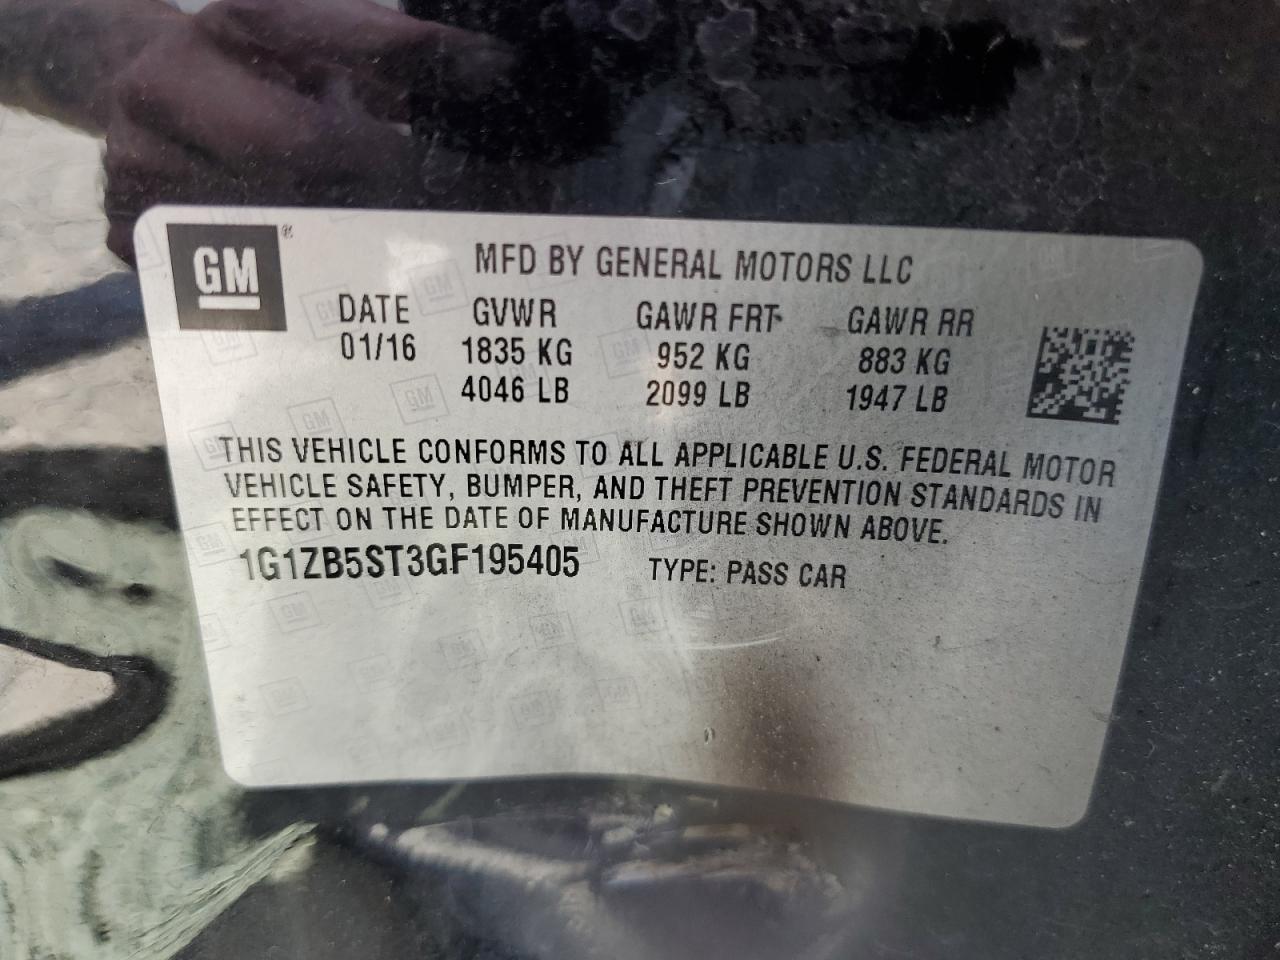 GM®
MFD BY GENERAL MOTORS LLC
DATE GVWR GAWR FRT GAWR RR
01/16 1835 KG 952 KG 883 KG
4046 LB 2099 LB 1947 LB
THIS VEHICLE CONFORMS TO ALL APPLICABLE U.S. FEDERAL MOTOR
VEHICLE SAFETY, BUMPER, AND THEFT PREVENTION STANDARDS IN
EFFECT ON THE DATE OF MANUFACTURE SHOWN ABOVE.
1G1ZB5ST3GF195405 TYPE: PASS CAR